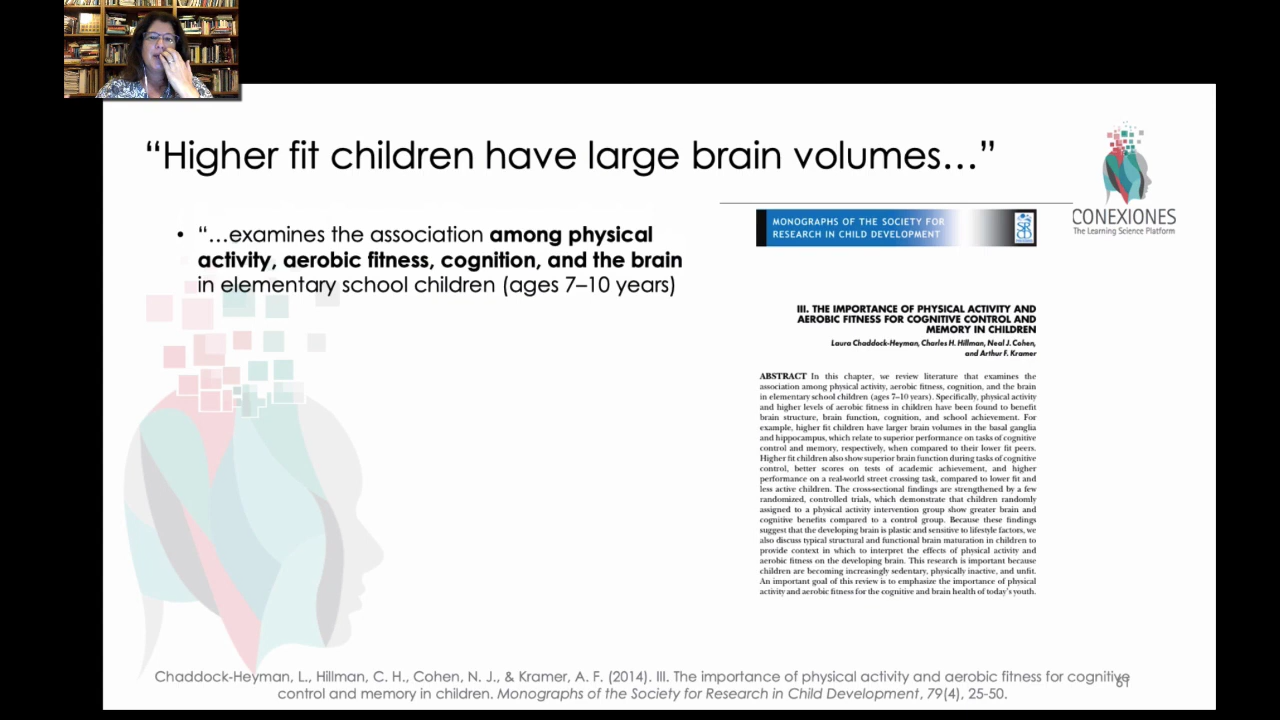 “Higher fit children have large brain volumes…”
CONEXIONES
The Learning Science Platform
• “…examines the association among physical
activity, aerobic fitness, cognition, and the brain
in elementary school children (ages 7–10 years)
MONOGRAPHS OF THE SOCIETY FOR
RESEARCH IN CHILD DEVELOPMENT
III. THE IMPORTANCE OF PHYSICAL ACTIVITY AND
AEROBIC FITNESS FOR COGNITIVE CONTROL AND
MEMORY IN CHILDREN
Laura Chaddock-Heyman, Charles H. Hillman, Neal J. Cohen,
and Arthur F. Kramer
ABSTRACT In this chapter, we review literature that examines the
association among physical activity, aerobic fitness, cognition, and the brain
in elementary school children (ages 7–10 years). Specifically, physical activity
and higher levels of aerobic fitness in children have been found to benefit
brain structure, brain function, cognition, and school achievement. For
example, higher fit children have larger brain volumes in the basal ganglia
and hippocampus, which relate to superior performance on tasks of cognitive
control and memory, respectively, when compared to their lower fit peers.
Higher fit children also show superior brain function during tasks of cognitive
control, better scores on tests of academic achievement, and higher
performance on a real-world street crossing task, compared to lower fit and
less active children. The cross-sectional findings are strengthened by a few
randomized, controlled trials, which demonstrate that children randomly
assigned to a physical activity intervention group show greater brain and
cognitive benefits compared to a control group. Because these findings
suggest that the developing brain is plastic and sensitive to lifestyle factors, we
also discuss typical structural and functional brain maturation in children to
provide context in which to interpret the effects of physical activity and
aerobic fitness on the developing brain. This research is important because
children are becoming increasingly sedentary, physically inactive, and unfit.
An important goal of this review is to emphasize the importance of physical
activity and aerobic fitness for the cognitive and brain health of today’s youth.
Chaddock-Heyman, L., Hillman, C. H., Cohen, N. J., & Kramer, A. F. (2014). III. The importance of physical activity and aerobic fitness for cognitive
control and memory in children. Monographs of the Society for Research in Child Development, 79(4), 25-50.
61